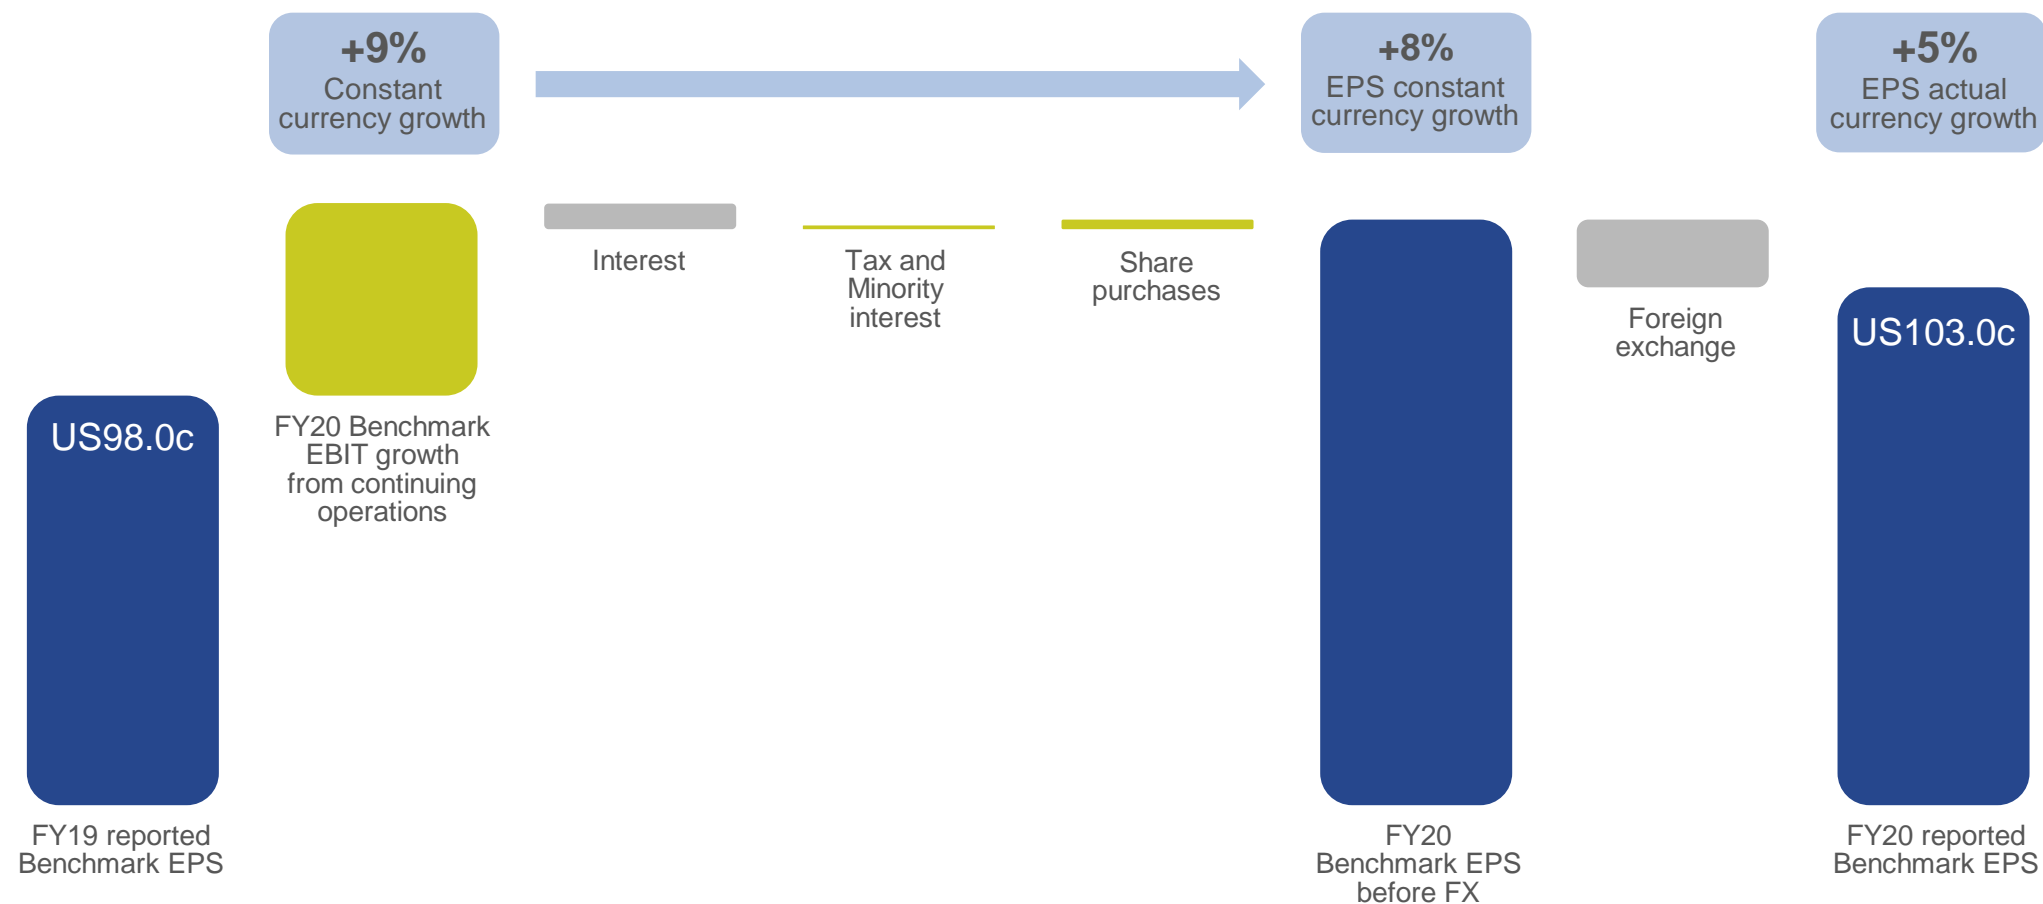 +9%
Constant
currency growth
+8%
EPS constant
currency growth
+5%
EPS actual
currency growth
US98.0c
FY19 reported
Benchmark EPS
FY20 Benchmark
EBIT growth
from continuing
operations
Interest
Tax and
Minority
interest
Share
purchases
FY20
Benchmark EPS
before FX
Foreign
exchange
US103.0c
FY20 reported
Benchmark EPS